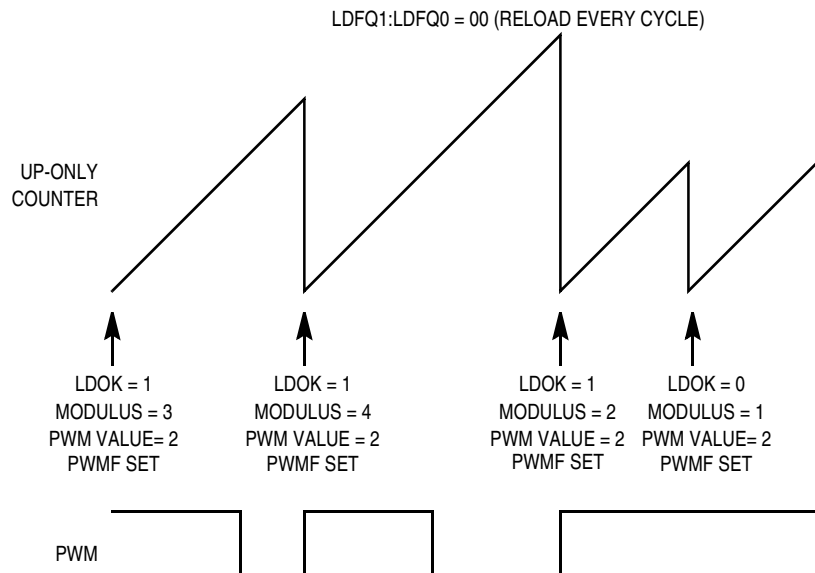 LDFQ1:LDFQ0 = 00 (RELOAD EVERY CYCLE)
UP-ONLY
COUNTER
LDOK = 1
MODULUS = 3
PWM VALUE= 2
PWMF SET
LDOK = 1
MODULUS = 4
PWM VALUE= 2
PWMF SET
LDOK = 1
MODULUS = 2
PWM VALUE = 2
PWMF SET
LDOK = 0
MODULUS = 1
PWM VALUE= 2
PWMF SET
PWM